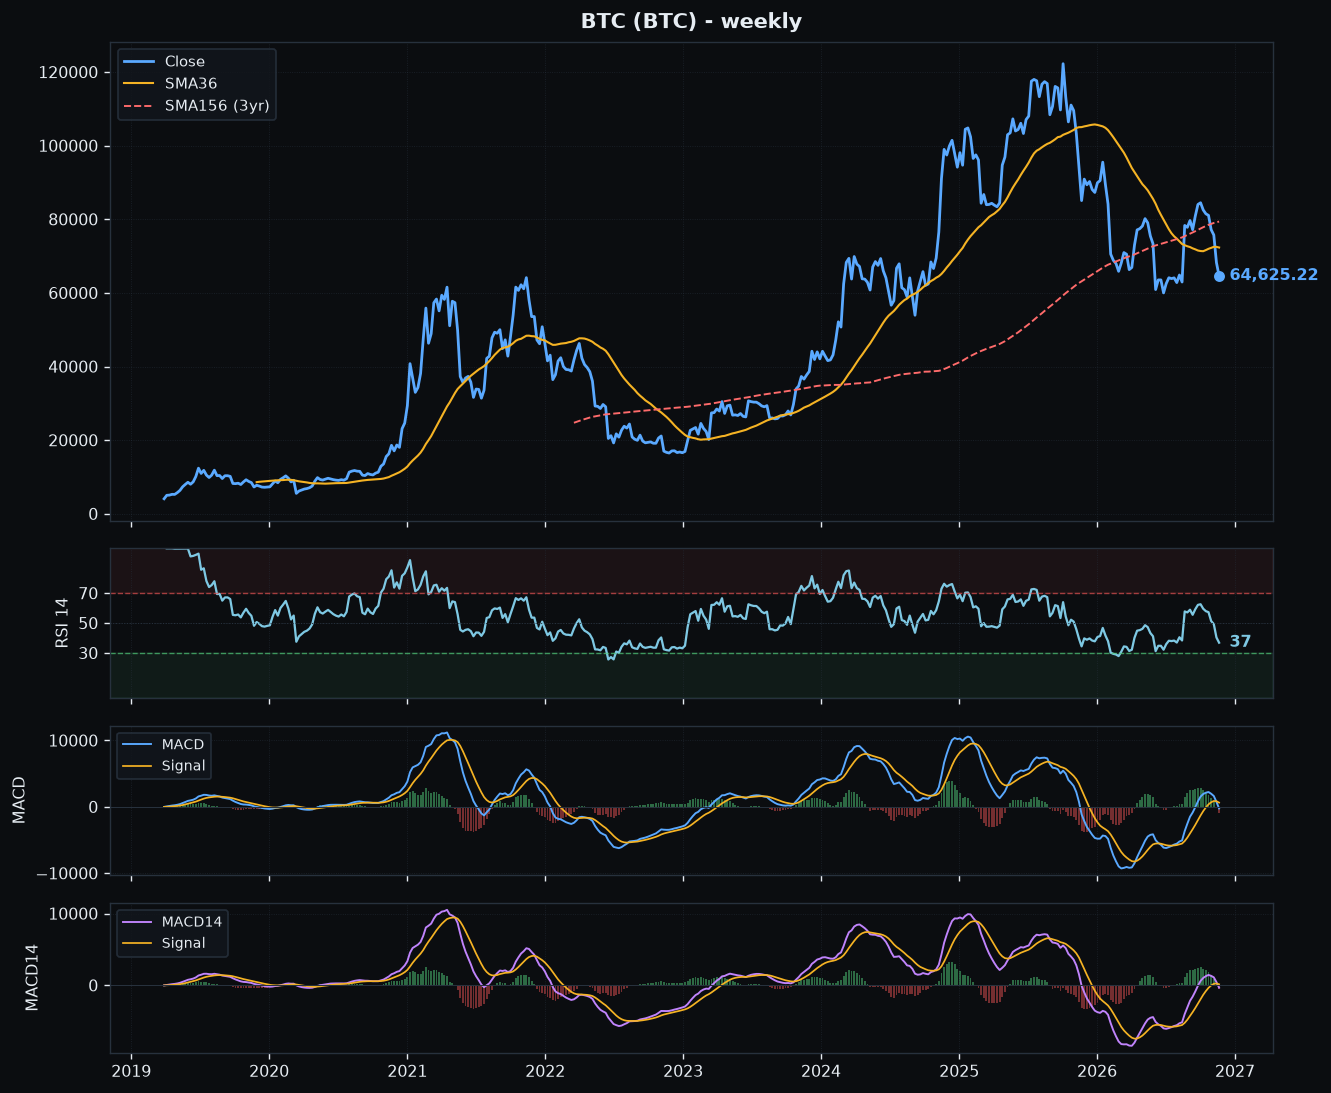 BTC (BTC) - weekly
Close
SMA36
SMA156 (3yr)
120000
100000
80000
60000
40000
20000
0
64,625.22
RSI 14
70
50
30
37
MACD
MACD
Signal
10000
0
−10000
MACD14
MACD14
Signal
10000
0
2019 2020 2021 2022 2023 2024 2025 2026 2027